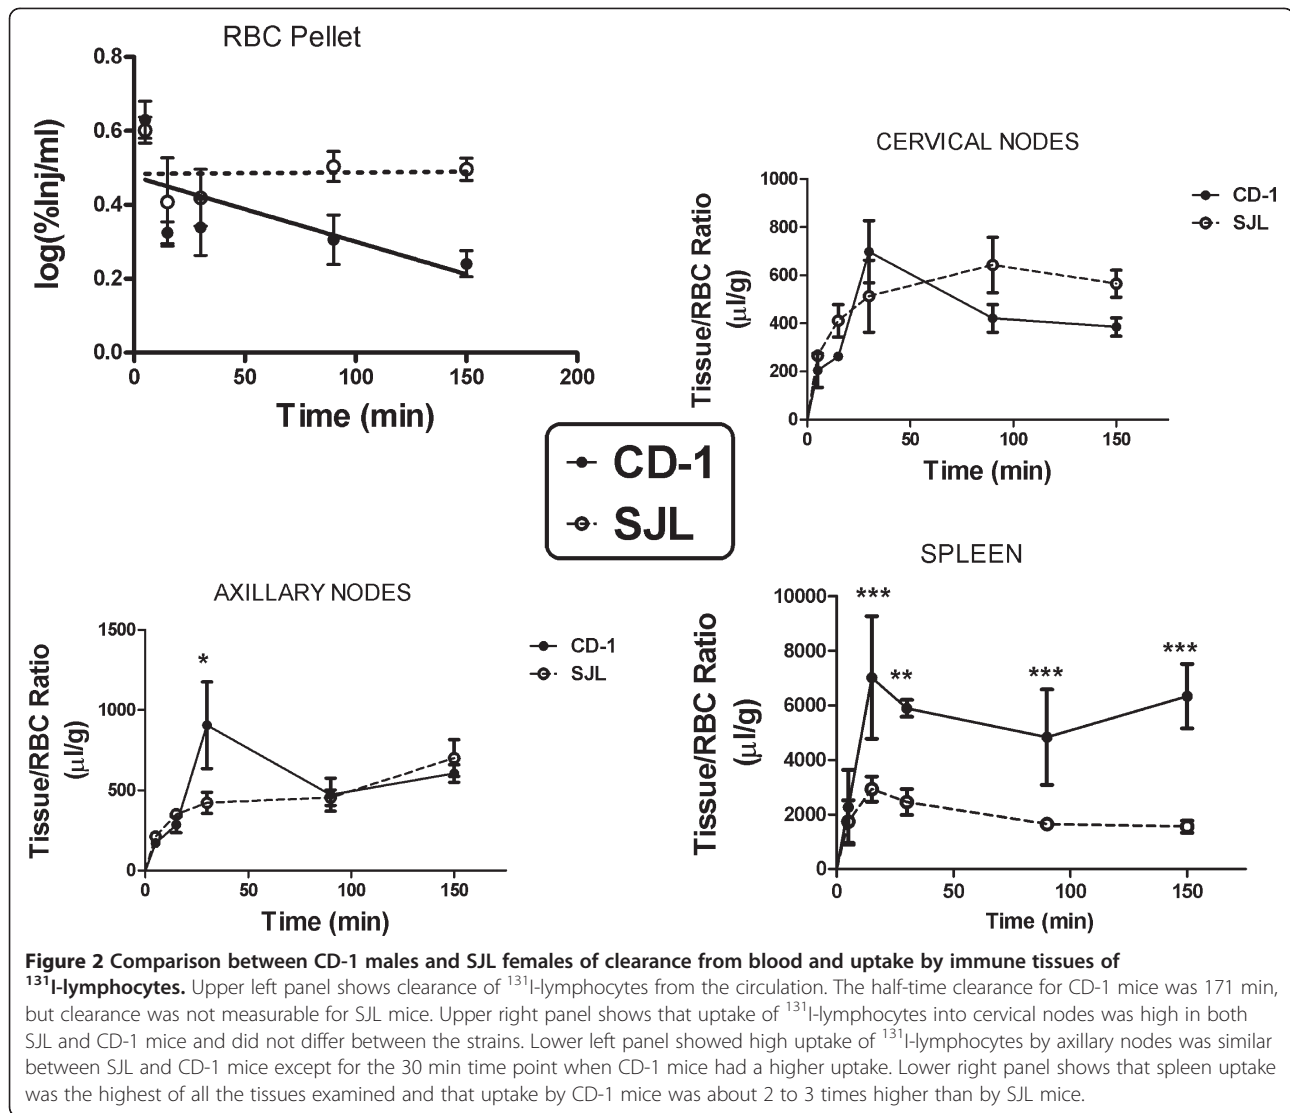 RBC Pellet
0.8
0.6
0.4
0.2
0.0
log(%Inj/ml)
0 50 100 150 200
Time (min)
CERVICAL NODES
1000
800
600
400
200
0
Tissue/RBC Ratio
(μl/g)
0 50 100 150
Time (min)
CD-1
SJL
CD-1
SJL
AXILLARY NODES
1500
1000
500
0
Tissue/RBC Ratio
(μl/g)
*
0 50 100 150
Time (min)
CD-1
SJL
SPLEEN
10000
8000
6000
4000
2000
0
Tissue/RBC Ratio
(μl/g)
***
**
***
***
0 50 100 150
Time (min)
Figure 2 Comparison between CD-1 males and SJL females of clearance from blood and uptake by immune tissues of
¹³¹I-lymphocytes. Upper left panel shows clearance of ¹³¹I-lymphocytes from the circulation. The half-time clearance for CD-1 mice was 171 min,
but clearance was not measurable for SJL mice. Upper right panel shows that uptake of ¹³¹I-lymphocytes into cervical nodes was high in both
SJL and CD-1 mice and did not differ between the strains. Lower left panel showed high uptake of ¹³¹I-lymphocytes by axillary nodes was similar
between SJL and CD-1 mice except for the 30 min time point when CD-1 mice had a higher uptake. Lower right panel shows that spleen uptake
was the highest of all the tissues examined and that uptake by CD-1 mice was about 2 to 3 times higher than by SJL mice.